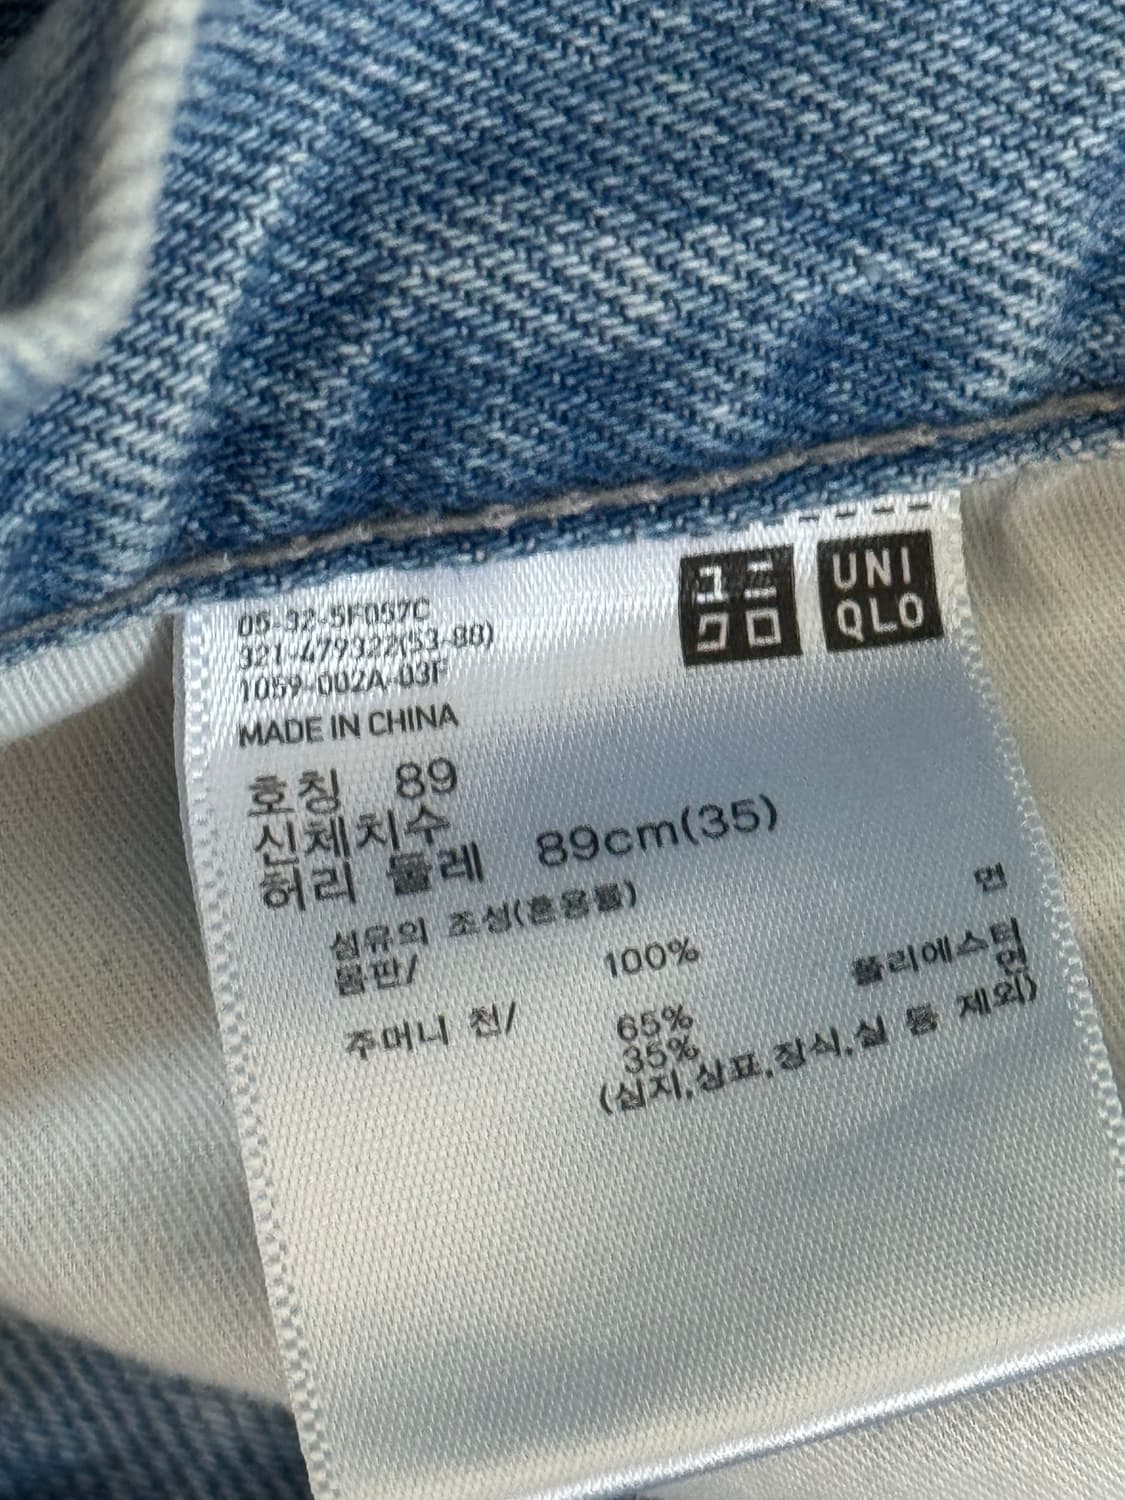 ユニ
クロ
UNI
QLO
05-32-5F057C
321-479322(53-80)
1059-002A-03F
MADE IN CHINA
호칭 89
신체치수
허리 둘레 89cm(35)
섬유의 조성(혼용률)
몸판/ 100% 면
주머니 천/ 65% 폴리에스터
35% 면
(심지,상표,장식,실 등 제외)